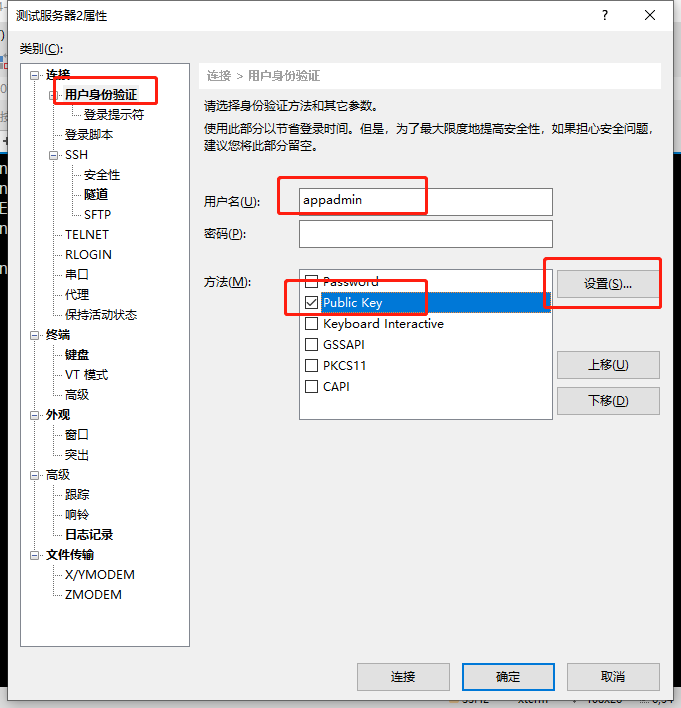 测试服务器2属性
类别(C):
连接
用户身份验证
登录提示符
登录脚本
SSH
安全性
隧道
SFTP
TELNET
RLOGIN
串口
代理
保持活动状态
终端
键盘
VT 模式
高级
外观
窗口
突出
高级
跟踪
响铃
日志记录
文件传输
X/YMODEM
ZMODEM
连接 > 用户身份验证
请选择身份验证方法和其它参数。
使用此部分以节省登录时间。但是，为了最大限度地提高安全性，如果担心安全问题，
建议您将此部分留空。
用户名(U):
appadmin
密码(P):
方法(M):
Password
Public Key
Keyboard Interactive
GSSAPI
PKCS11
CAPI
设置(S)...
上移(U)
下移(D)
连接
确定
取消